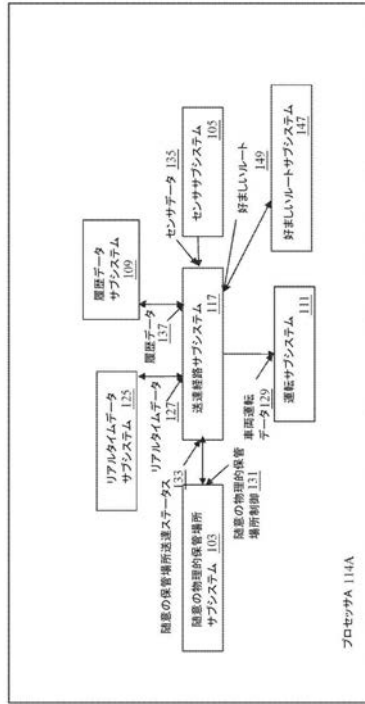 リアルタイムデータ
サブシステム 125
履歴データ
サブシステム
109
リアルタイムデータ
127
履歴データ
137
センサデータ
135
随意の保管場所送達ステータス
133
随意の物理的保管場所
サブシステム 103
送達経路サブシステム
117
センササブシステム
105
随意の物理的保管
場所制御 131
車両運転
データ 129
好ましいルート
149
運転サブシステム
111
好ましいルートサブシステム
147
プロセッサA 114A